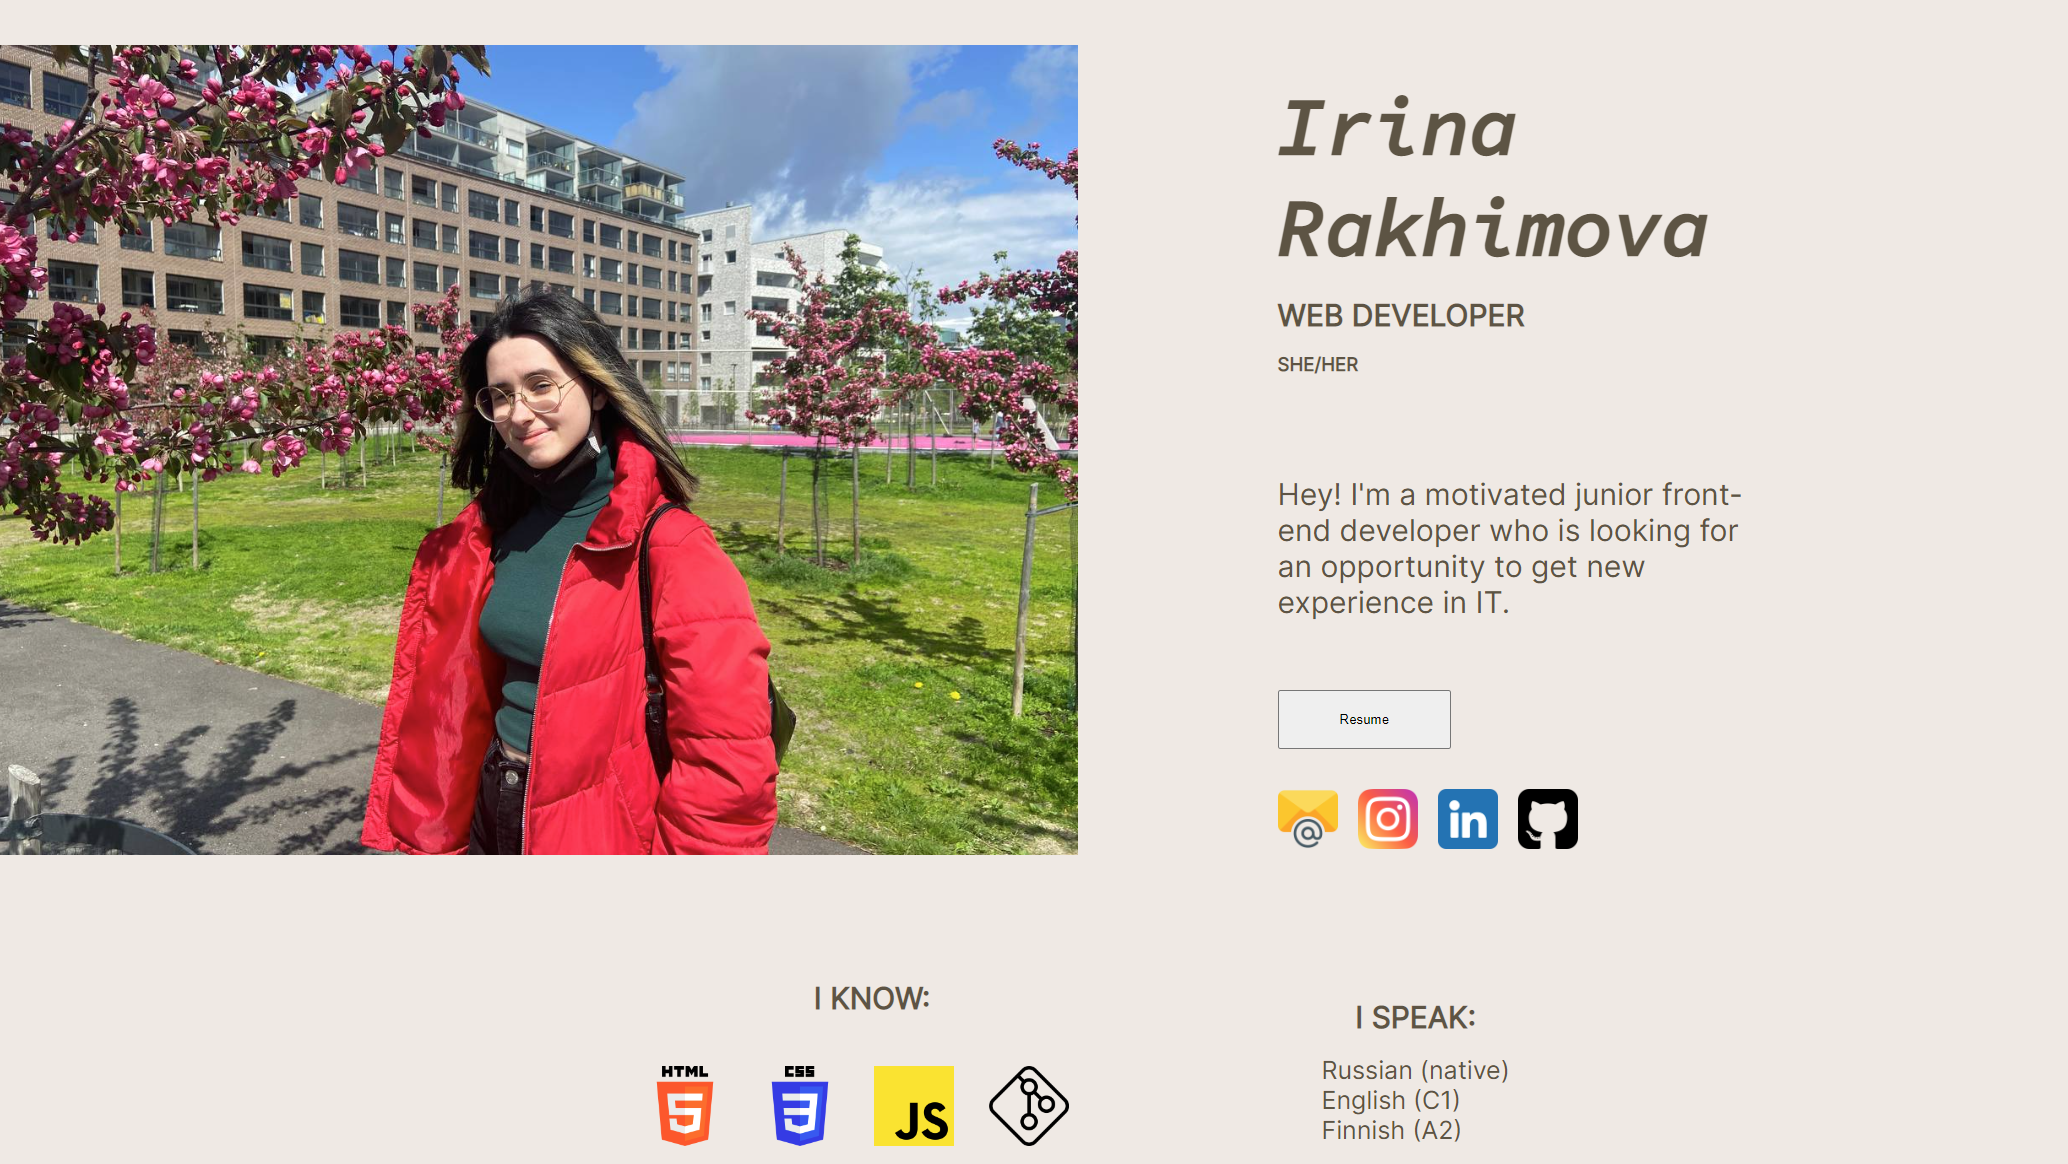 Irina
Rakhimova
WEB DEVELOPER
SHE/HER
Hey! I'm a motivated junior front-
end developer who is looking for
an opportunity to get new
experience in IT.
Resume
@
in
I KNOW:
HTML
5
CSS
3
JS
I SPEAK:
Russian (native)
English (C1)
Finnish (A2)